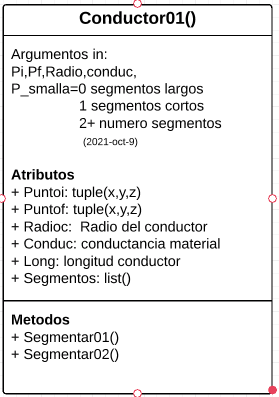 Conductor01()
Argumentos in:
Pi,Pf,Radio,conduc,
P_smalla=0 segmentos largos
1 segmentos cortos
2+ numero segmentos
(2021-oct-9)
Atributos
+ Puntoi: tuple(x,y,z)
+ Puntof: tuple(x,y,z)
+ Radioc:  Radio del conductor
+ Conduc: conductancia material
+ Long: longitud conductor
+ Segmentos: list()
Metodos
+ Segmentar01()
+ Segmentar02()